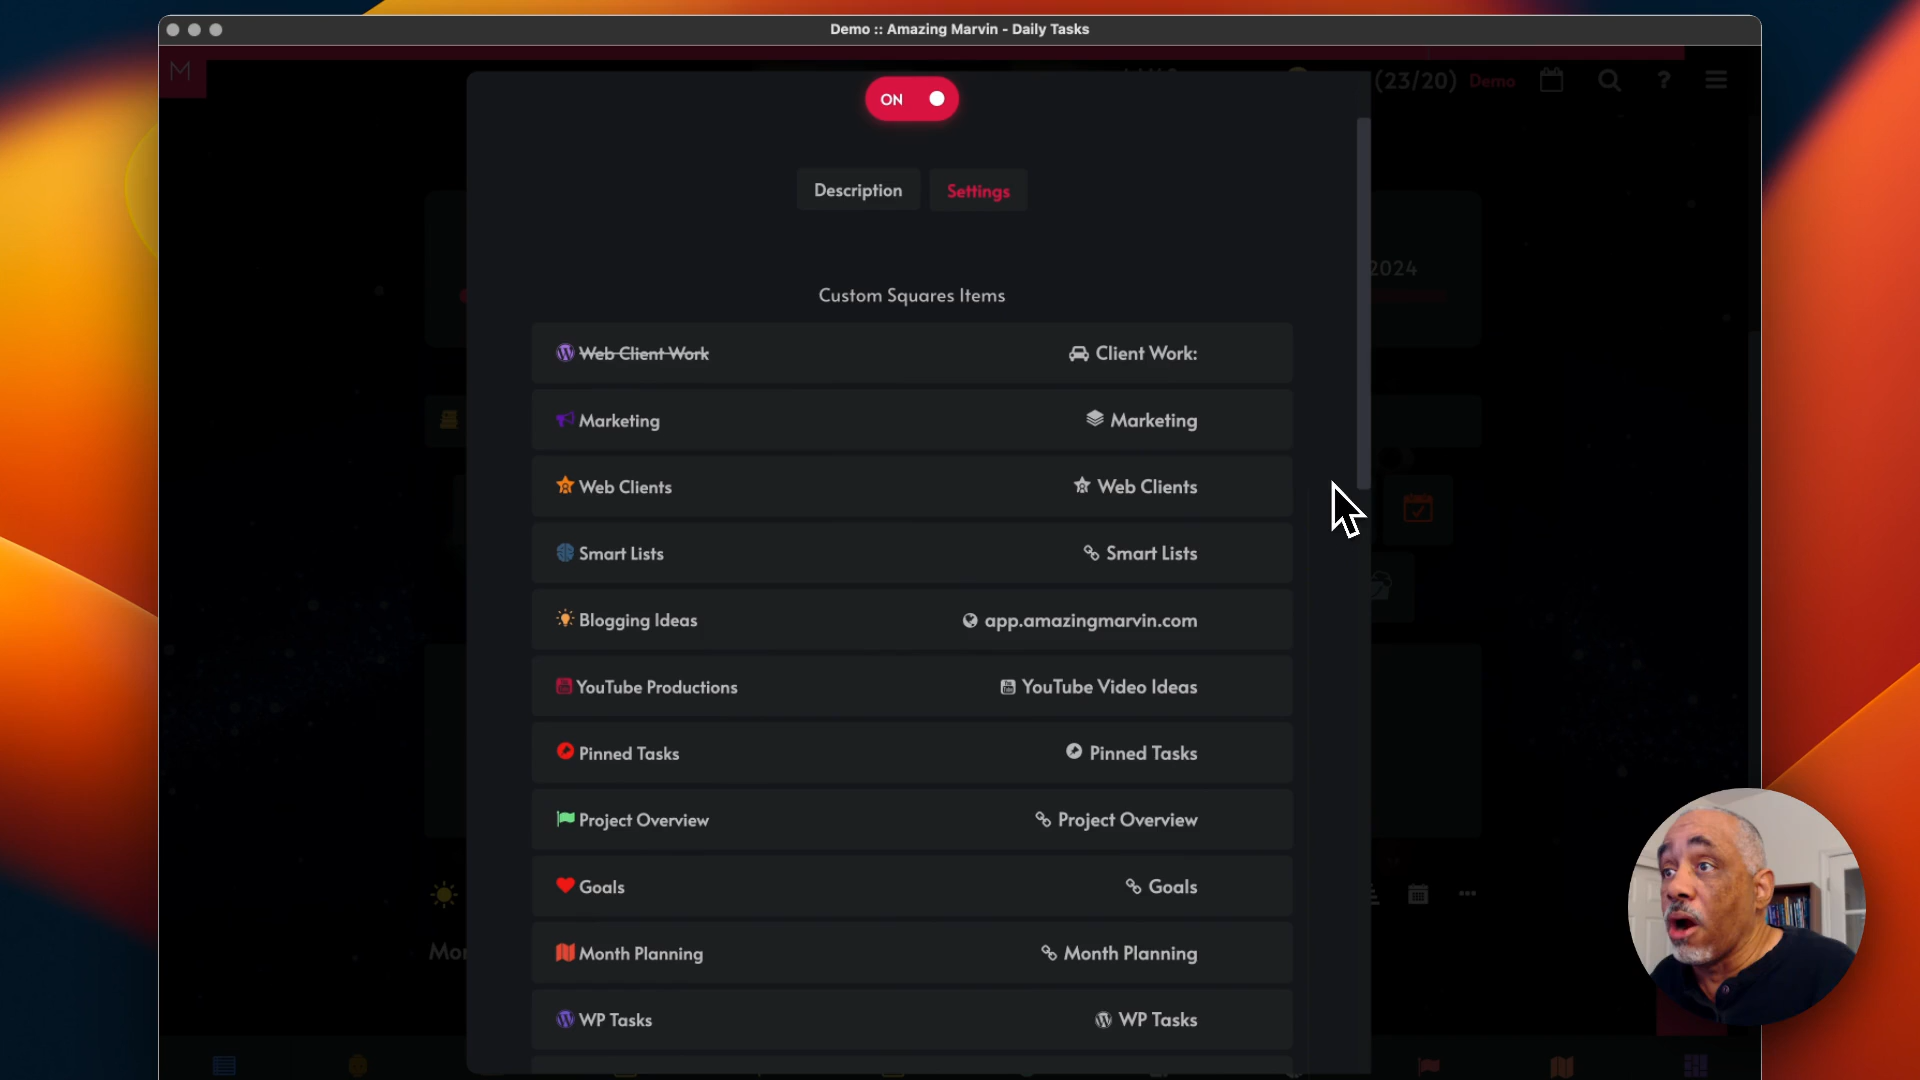 Demo :: Amazing Marvin - Daily Tasks
M
(23/20) Demo ?
ON
Description Settings
2024
Custom Squares Items
Web Client Work Client Work:
Marketing Marketing
Web Clients Web Clients
Smart Lists Smart Lists
Blogging Ideas app.amazingmarvin.com
YouTube Productions YouTube Video Ideas
Pinned Tasks Pinned Tasks
Project Overview Project Overview
Goals Goals
Month Planning Month Planning
WP Tasks WP Tasks